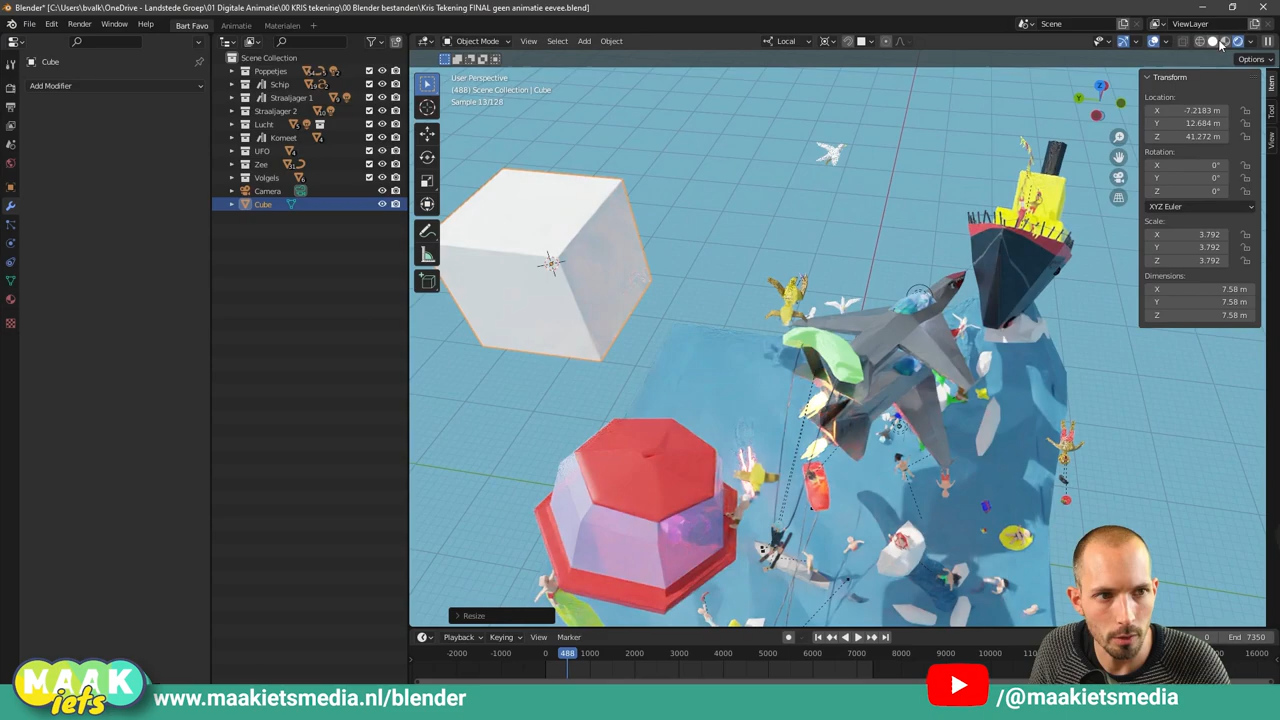 Blender* [C:\Users\bvalk\OneDrive - Landstede Groep\01 Digitale Animatie\00 KRIS tekening\00 Blender bestanden\Kris Tekening FINAL geen animatie eevee.blend]
File Edit Render Window Help Bart Favo Animatie Materialen + Scene ViewLayer
Object Mode View Select Add Object Local
Options
Cube
Add Modifier
Scene Collection
Poppetjes
Schip
Straaljager 1
Straaljager 2
Lucht
Komeet
UFO
Zee
Volgels
Camera
Cube
User Perspective
(488) Scene Collection | Cube
Sample 13/128
Transform
Location:
X -7.2183 m
Y 12.684 m
Z 41.272 m
Rotation:
X 0°
Y 0°
Z 0°
XYZ Euler
Scale:
X 3.792
Y 3.792
Z 3.792
Dimensions:
X 7.58 m
Y 7.58 m
Z 7.58 m
Item
Tool
View
Resize
Playback Keying View Marker
0 End 7350
-2000 -1000 0 488 1000 2000 3000 4000 5000 6000 7000 8000 9000 10000
MAAK
iets
www.maakietsmedia.nl/blender
/@maakietsmedia